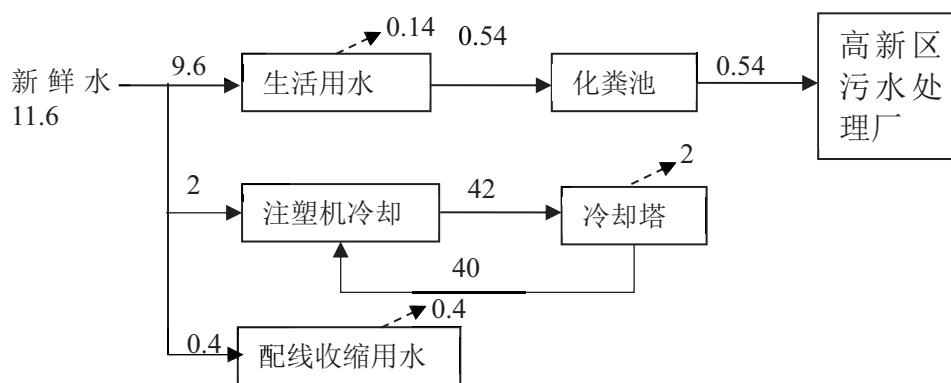 0.14
0.54
9.6
新鲜水
11.6
生活用水
化粪池
0.54
高新区
污水处
理厂
2
注塑机冷却
42
冷却塔
2
40
0.4
配线收缩用水
0.4